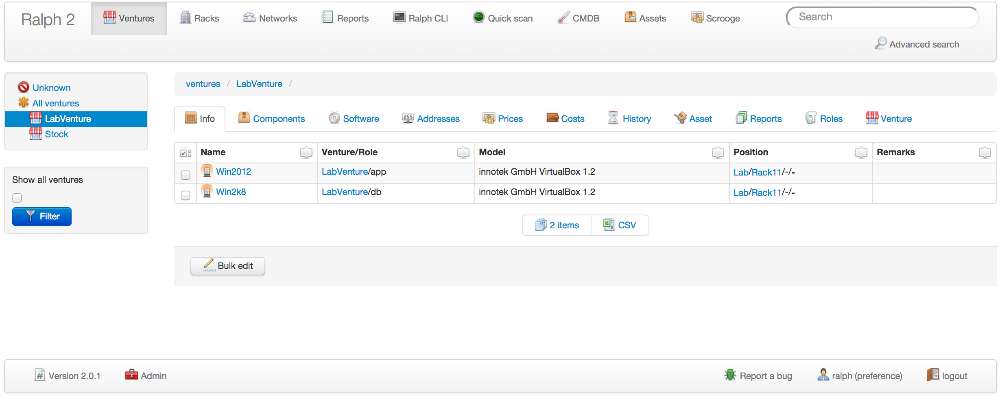 Ralph 2 Ventures Racks Networks Reports Ralph CLI Quick scan CMDB Assets Scrooge Search
Advanced search
Unknown
All ventures
LabVenture
Stock
Show all ventures
Filter
ventures / LabVenture /
Info Components Software Addresses Prices Costs History Asset Reports Roles Venture
Name Venture/Role Model Position Remarks
Win2012 LabVenture/app innotek GmbH VirtualBox 1.2 Lab/Rack11/-/-
Win2k8 LabVenture/db innotek GmbH VirtualBox 1.2 Lab/Rack11/-/-
2 items CSV
Bulk edit
Version 2.0.1 Admin Report a bug ralph (preference) logout